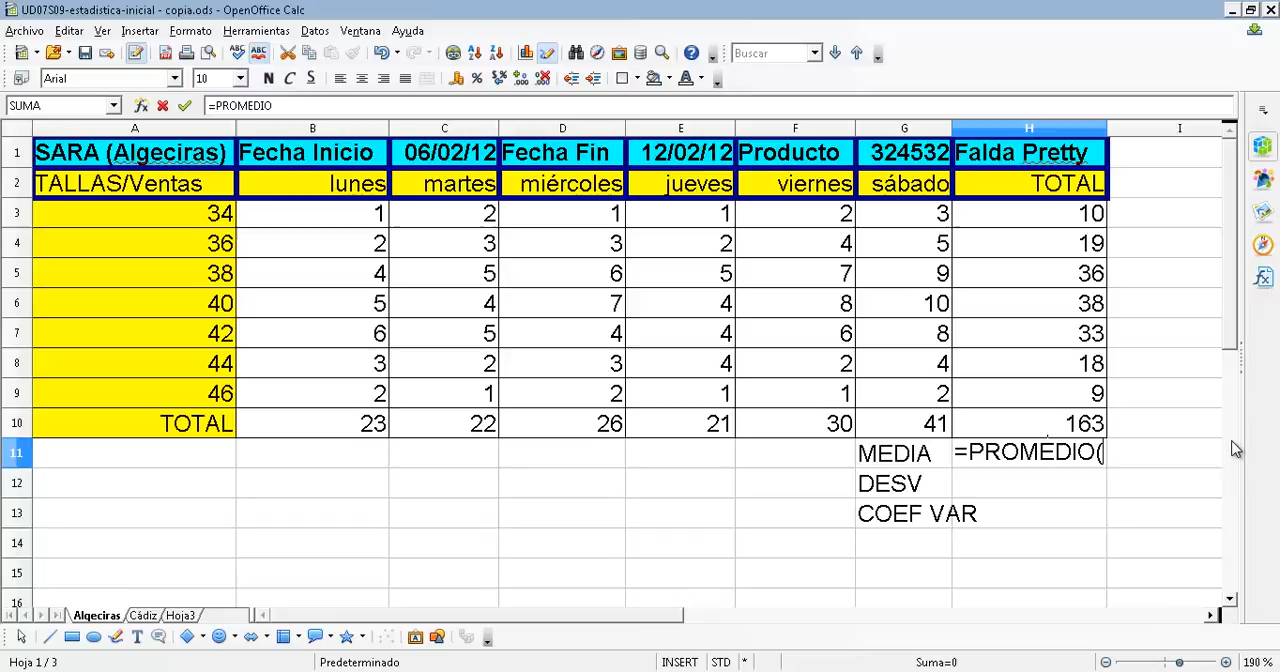 UD07S09-estadistica-inicial - copia.ods - OpenOffice Calc
Archivo Editar Ver Insertar Formato Herramientas Datos Ventana Ayuda
Buscar
Arial 10 N C S
SUMA =PROMEDIO
A B C D E F G H I
1 SARA (Algeciras) Fecha Inicio 06/02/12 Fecha Fin 12/02/12 Producto 324532 Falda Pretty
2 TALLAS/Ventas lunes martes miércoles jueves viernes sábado TOTAL
3 34 1 2 1 1 2 3 10
4 36 2 3 3 2 4 5 19
5 38 4 5 6 5 7 9 36
6 40 5 4 7 4 8 10 38
7 42 6 5 4 4 6 8 33
8 44 3 2 3 4 2 4 18
9 46 2 1 2 1 1 2 9
10 TOTAL 23 22 26 21 30 41 163
11 MEDIA =PROMEDIO(
12 DESV
13 COEF VAR
14
15
16
Algeciras Cádiz Hoja3
Hoja 1 / 3 Predeterminado INSERT STD * Suma=0 190 %